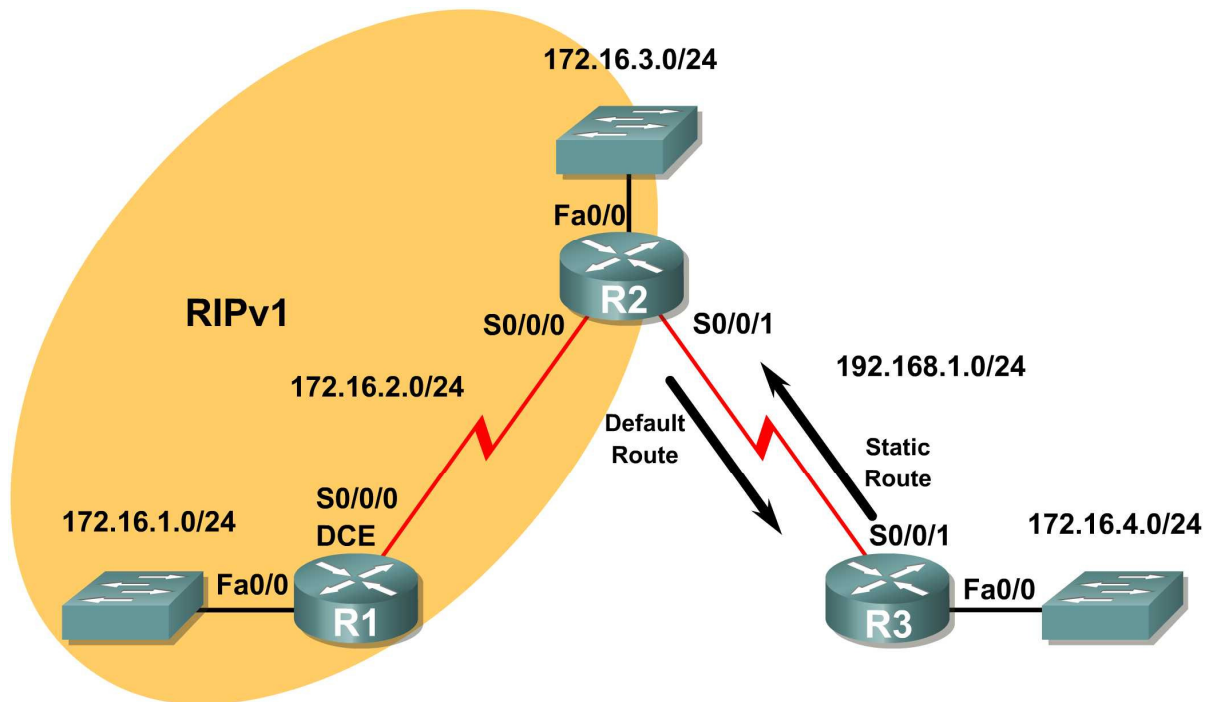 172.16.3.0/24
Fa0/0
R2
RIPv1
S0/0/0
S0/0/1
172.16.2.0/24
192.168.1.0/24
Default
Route
Static
Route
S0/0/0
DCE
172.16.1.0/24
Fa0/0
R1
S0/0/1
172.16.4.0/24
Fa0/0
R3